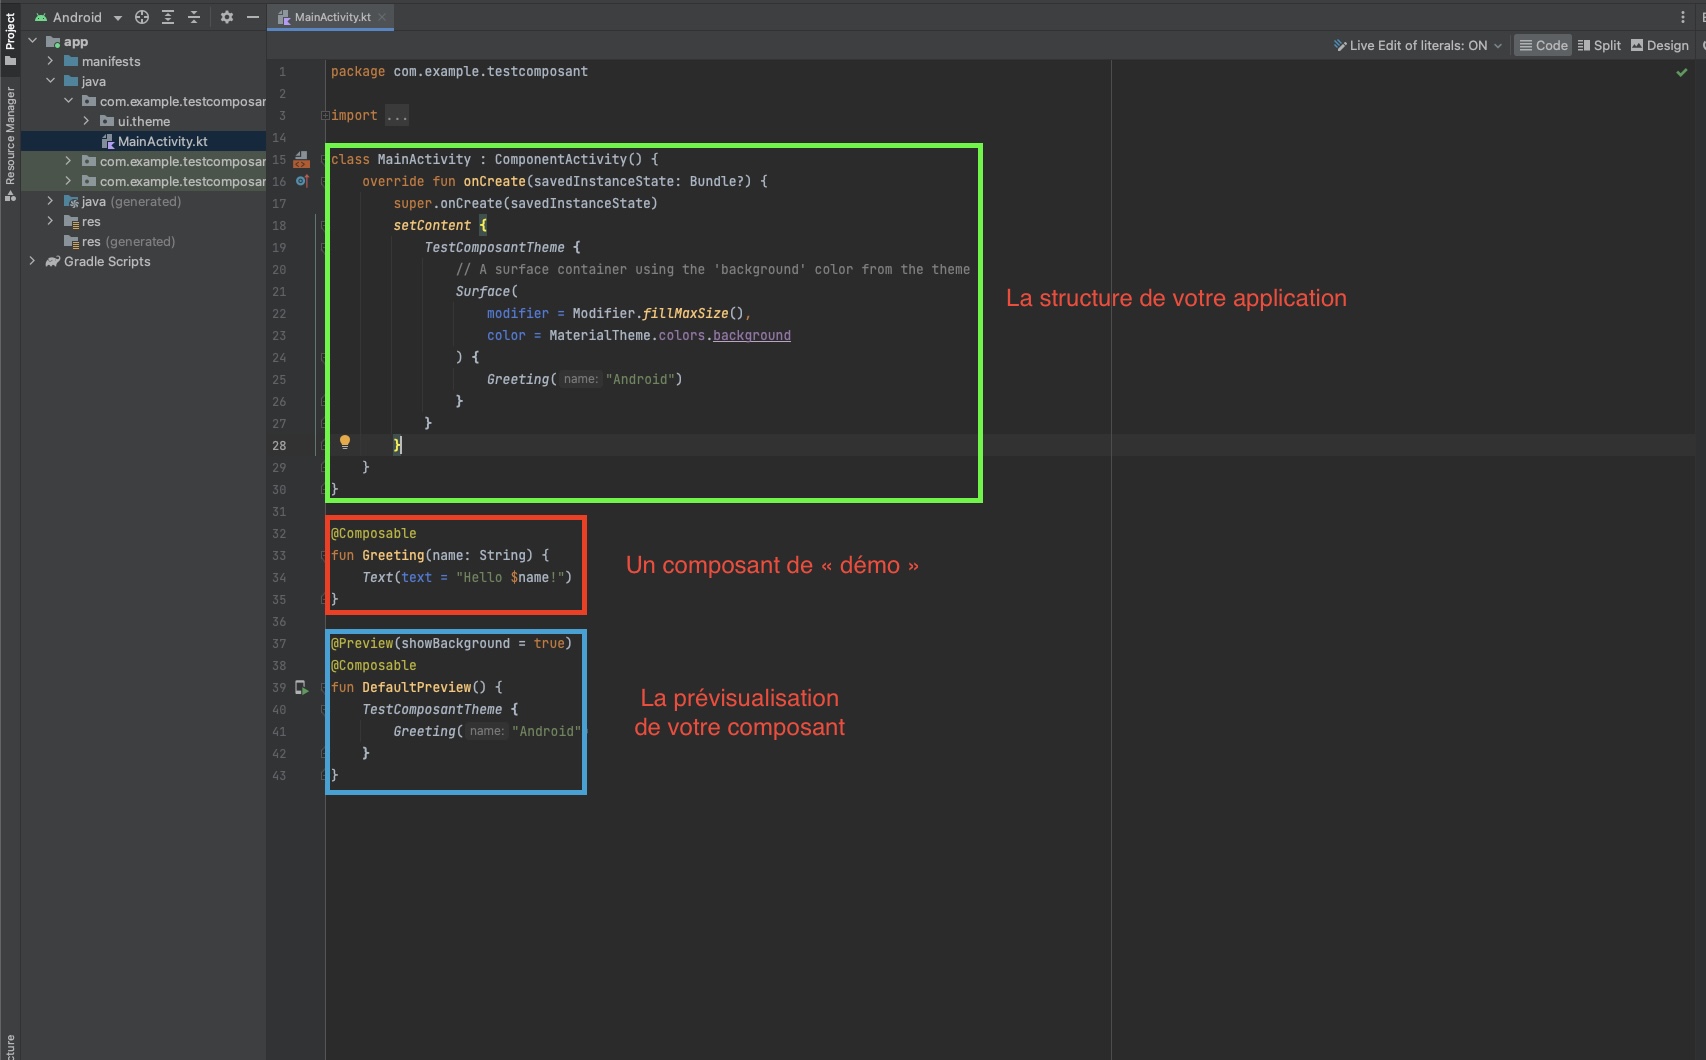 Android
MainActivity.kt
Project
Resource Manager
app
manifests
java
com.example.testcomposar
ui.theme
MainActivity.kt
com.example.testcomposar
com.example.testcomposar
java (generated)
res
res (generated)
Gradle Scripts
Live Edit of literals: ON
Code
Split
Design
1 package com.example.testcomposant
2
3 import ...
14
15 class MainActivity : ComponentActivity() {
16 override fun onCreate(savedInstanceState: Bundle?) {
17 super.onCreate(savedInstanceState)
18 setContent {
19 TestComposantTheme {
20 // A surface container using the 'background' color from the theme
21 Surface(
22 modifier = Modifier.fillMaxSize(),
23 color = MaterialTheme.colors.background
24 ) {
25 Greeting( name: "Android")
26 }
27 }
28 }
29 }
30 }
31
La structure de votre application
32 @Composable
33 fun Greeting(name: String) {
34 Text(text = "Hello $name!")
35 }
36
Un composant de « démo »
37 @Preview(showBackground = true)
38 @Composable
39 fun DefaultPreview() {
40 TestComposantTheme {
41 Greeting( name: "Android"
42 }
43 }
La prévisualisation
de votre composant